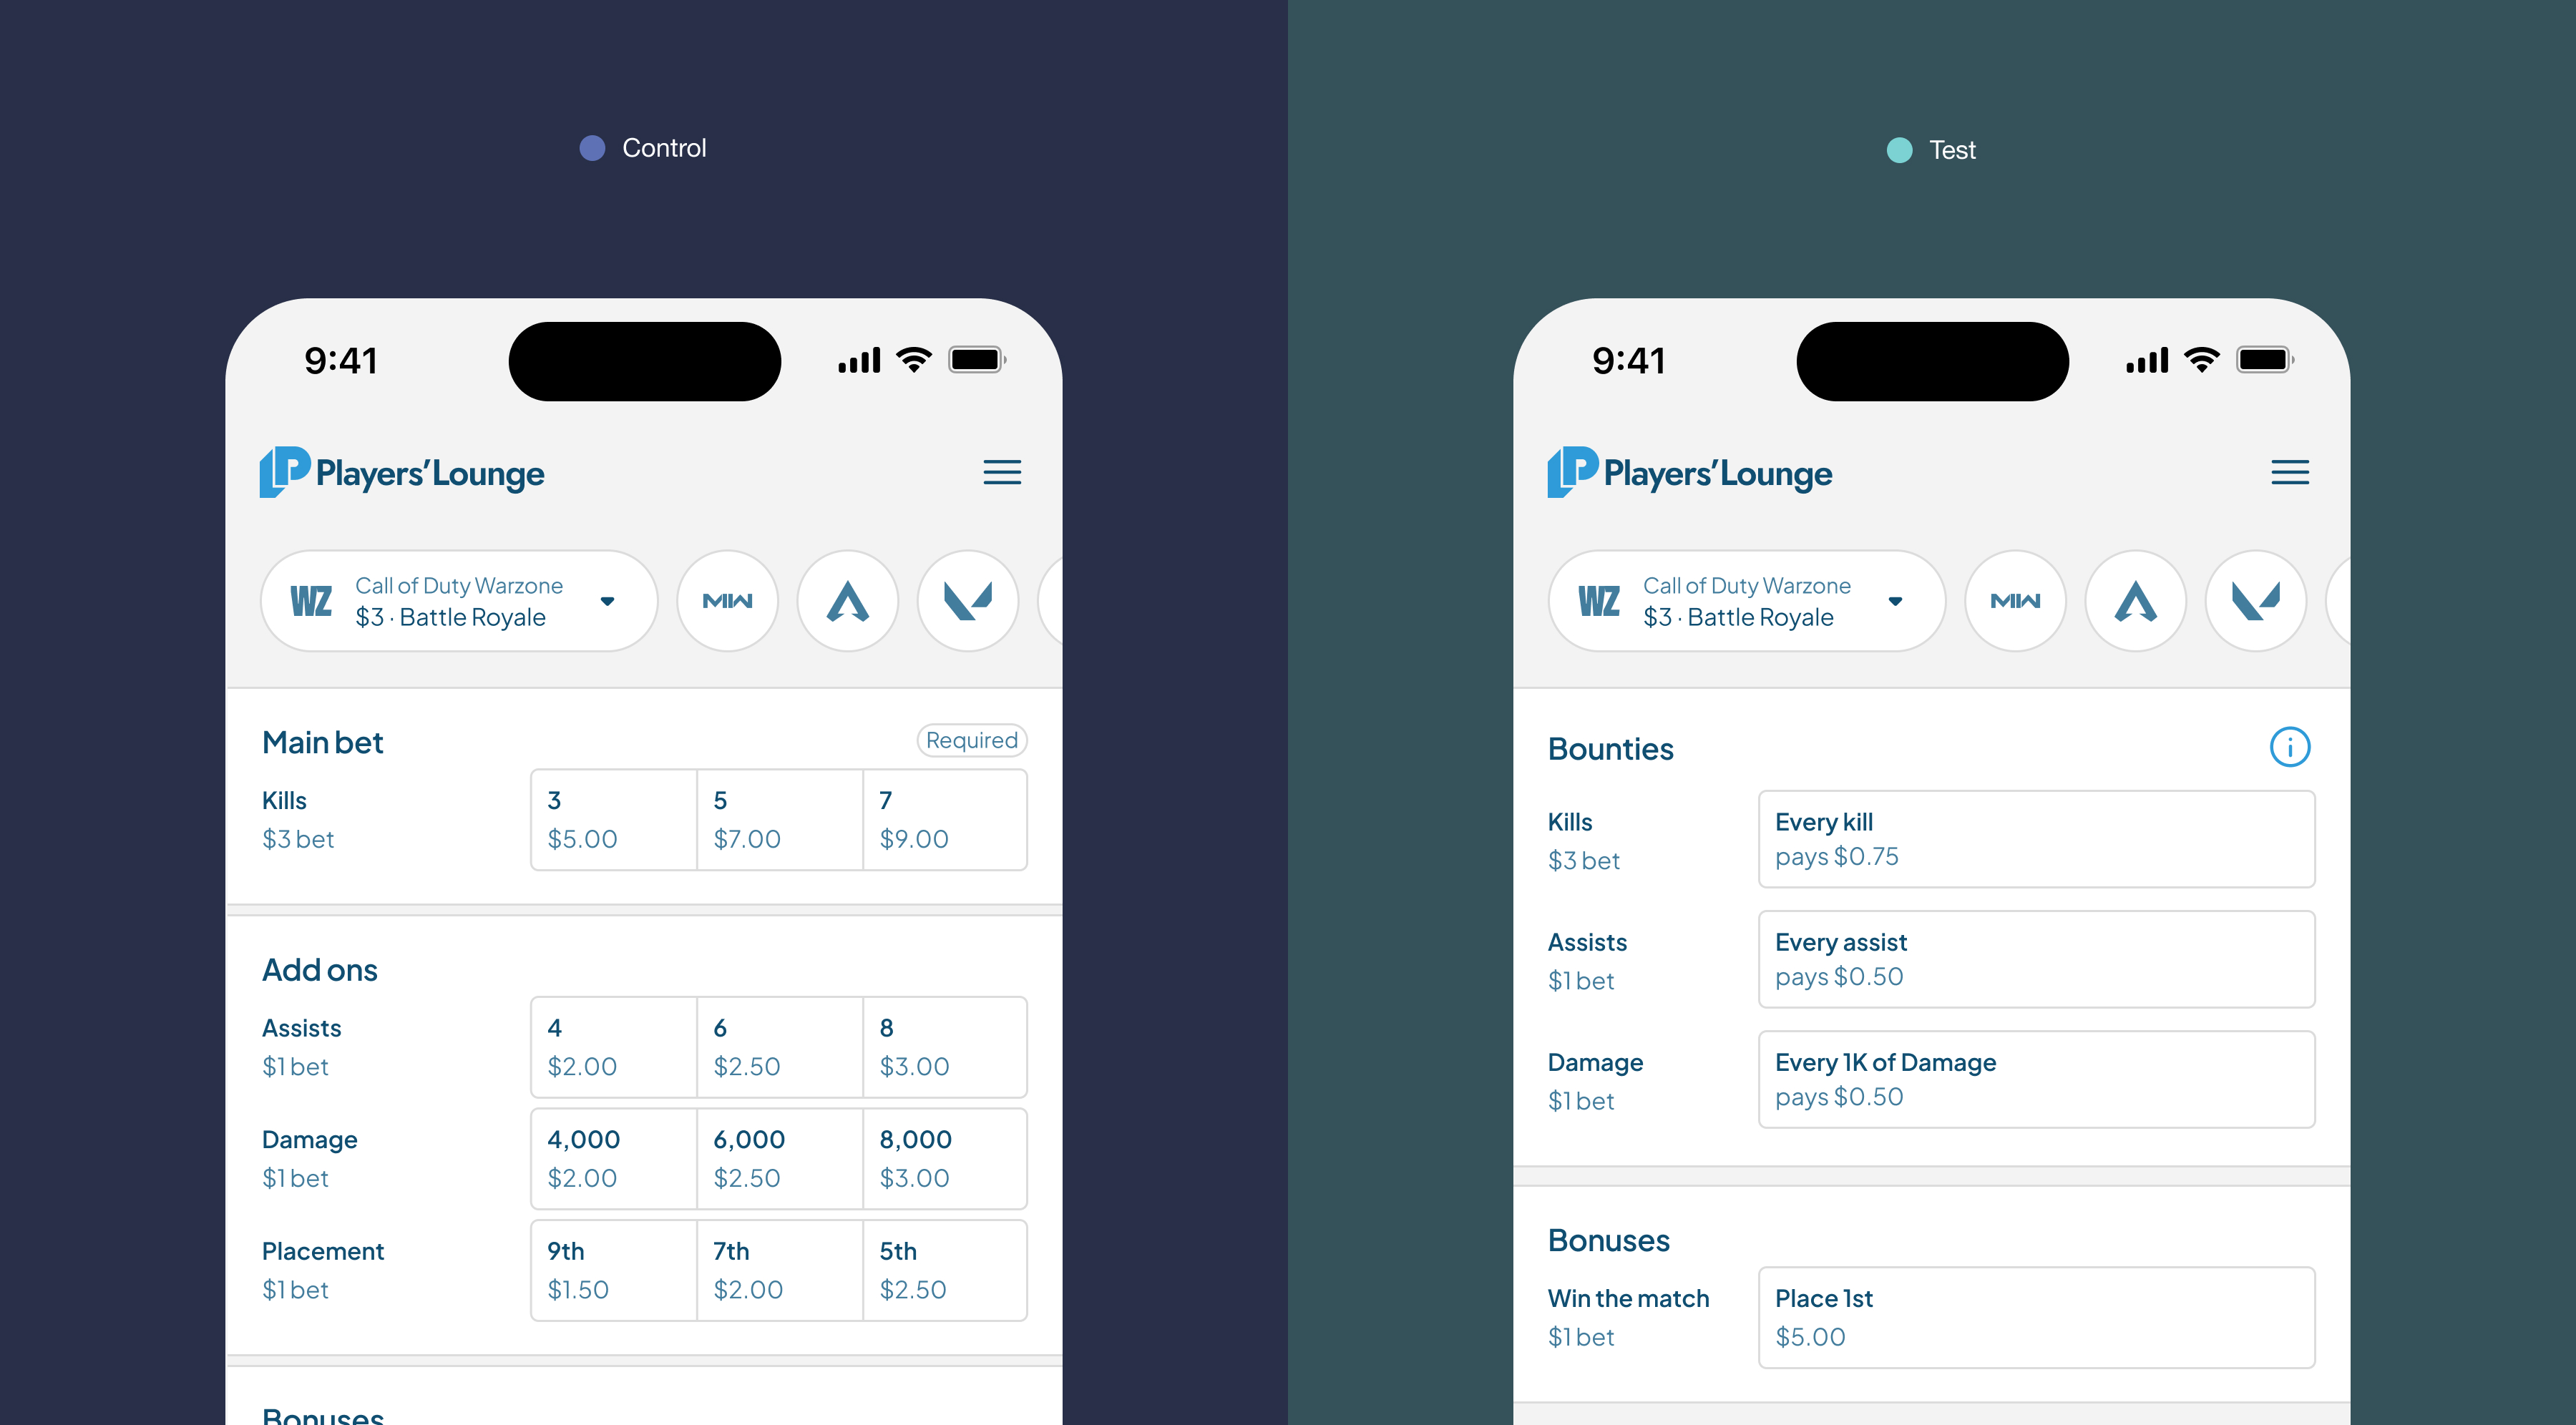 Control
9:41
Players' Lounge
WZ
Call of Duty Warzone
$3 · Battle Royale
MW
Main bet
Required
Kills
$3 bet
3
$5.00
5
$7.00
7
$9.00
Add ons
Assists
$1 bet
4
$2.00
6
$2.50
8
$3.00
Damage
$1 bet
4,000
$2.00
6,000
$2.50
8,000
$3.00
Placement
$1 bet
9th
$1.50
7th
$2.00
5th
$2.50
Bonuses
Test
9:41
Players' Lounge
WZ
Call of Duty Warzone
$3 · Battle Royale
MW
Bounties
i
Kills
$3 bet
Every kill
pays $0.75
Assists
$1 bet
Every assist
pays $0.50
Damage
$1 bet
Every 1K of Damage
pays $0.50
Bonuses
Win the match
$1 bet
Place 1st
$5.00